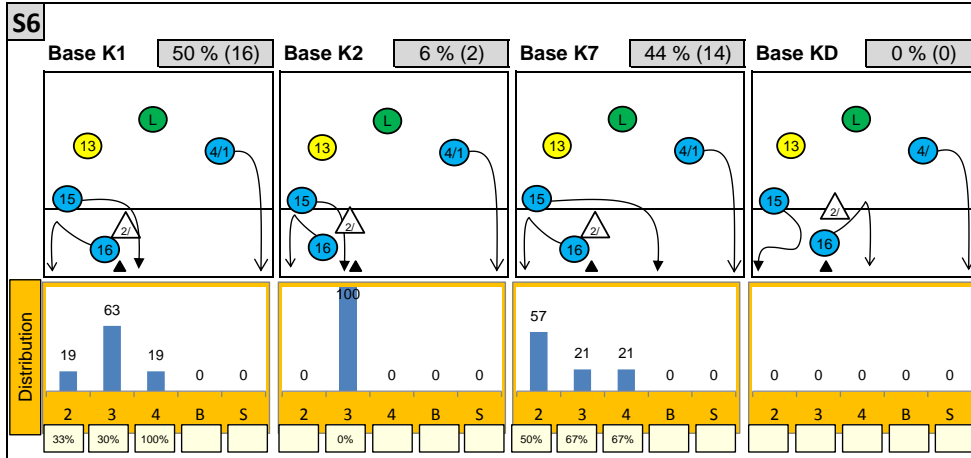 S6
Base K1 50 % (16) Base K2 6 % (2) Base K7 44 % (14) Base KD 0 % (0)
L L L L
13 4/1 13 4/1 13 4/1 4/
15 15 15 15
2/ 2/ 2/ 2/
16 16 16 16
Distribution
19 63 19 0 0 0 100 0 0 0 57 21 21 0 0 0 0 0 0 0
2 3 4 B S 2 3 4 B S 2 3 4 B S 2 3 4 B S
33% 30% 100% 0% 50% 67% 67%